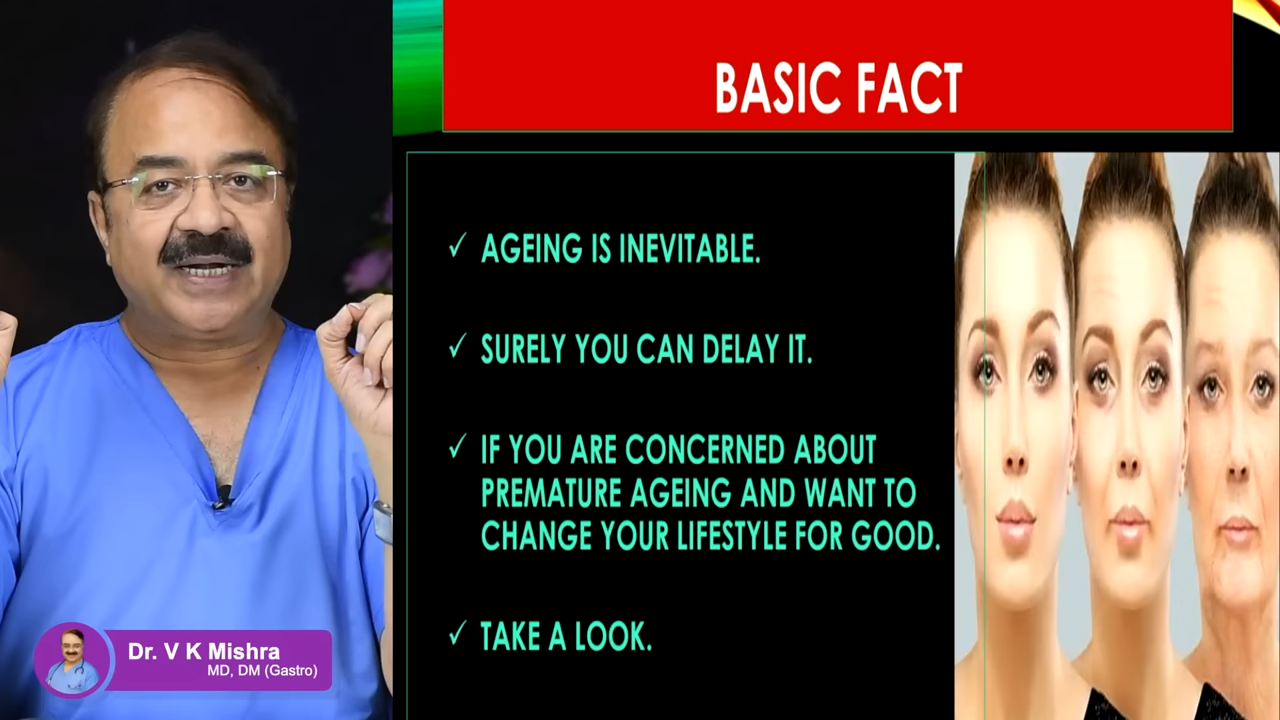 BASIC FACT
✓ AGEING IS INEVITABLE.
✓ SURELY YOU CAN DELAY IT.
✓ IF YOU ARE CONCERNED ABOUT
PREMATURE AGEING AND WANT TO
CHANGE YOUR LIFESTYLE FOR GOOD.
✓ TAKE A LOOK.
Dr. V K Mishra
MD, DM (Gastro)